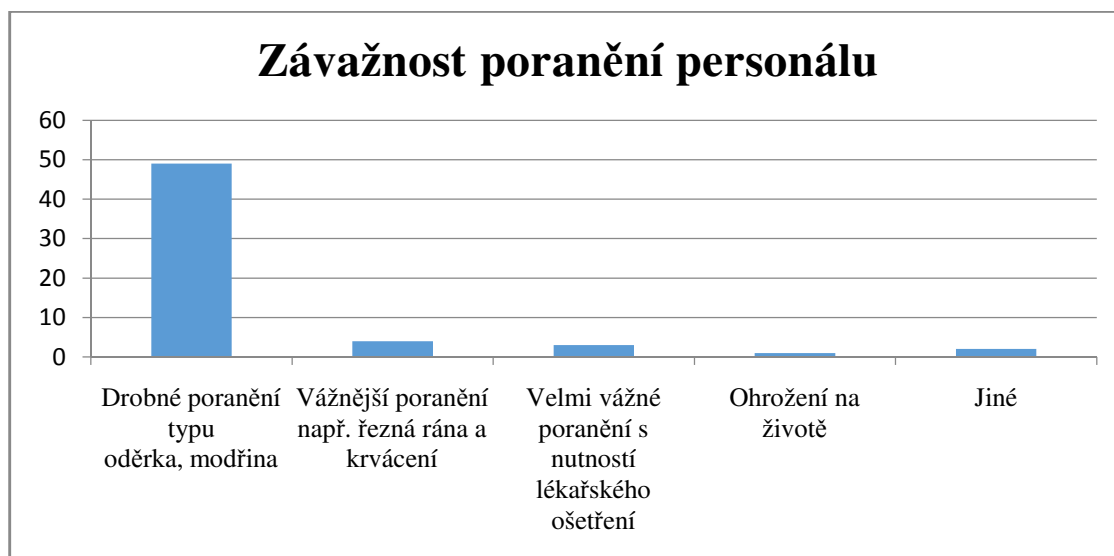 Závažnost poranění personálu
60
50
40
30
20
10
0
Drobné poranění
typu
oděrka, modřina
Vážnější poranění
např. řezná rána a
krvácení
Velmi vážné
poranění s
nutností
lékařského
ošetření
Ohrožení na
životě
Jiné